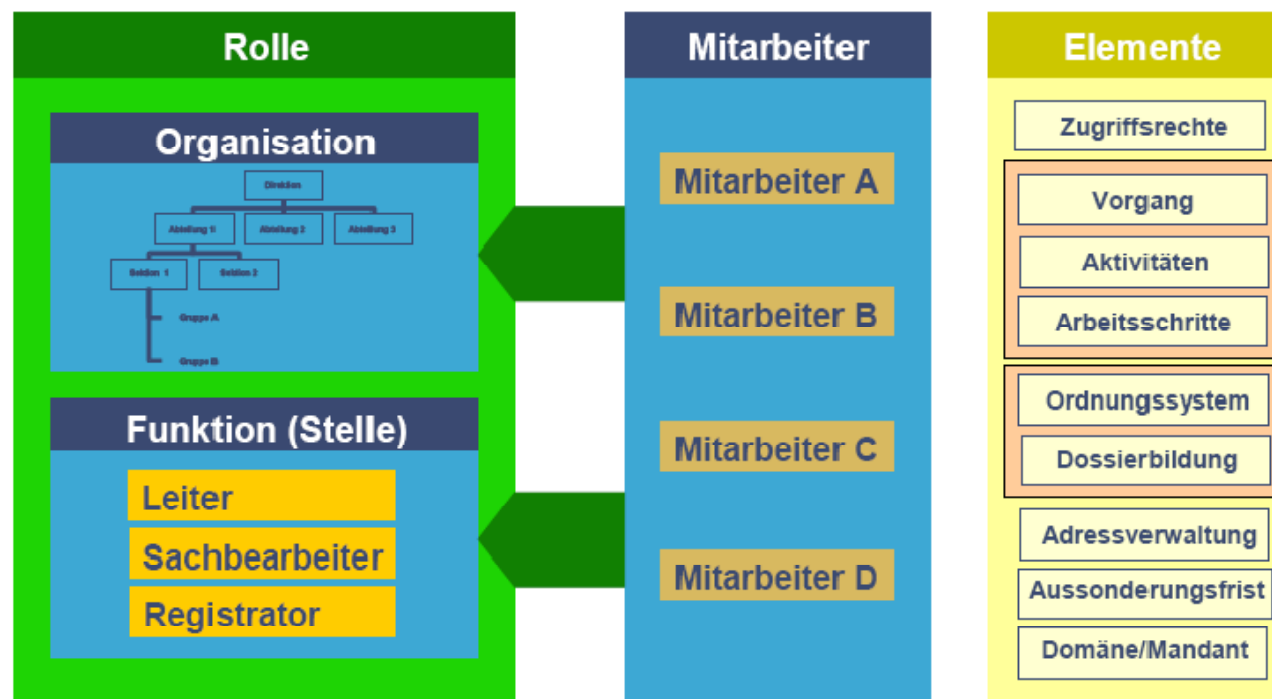 Rolle
Organisation
Direktion
Abteilung 1
Abteilung 2
Abteilung 3
Sektion 1
Sektion 2
Gruppe A
Gruppe B
Funktion (Stelle)
Leiter
Sachbearbeiter
Registrator
Mitarbeiter
Mitarbeiter A
Mitarbeiter B
Mitarbeiter C
Mitarbeiter D
Elemente
Zugriffsrechte
Vorgang
Aktivitäten
Arbeitsschritte
Ordnungssystem
Dossierbildung
Adressverwaltung
Aussonderungsfrist
Domäne/Mandant